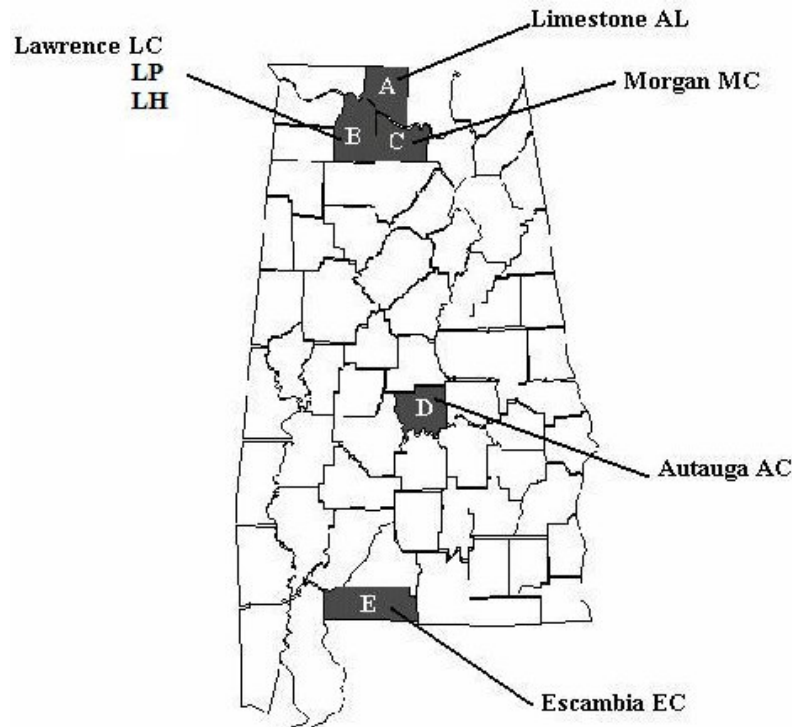 Limestone AL
Lawrence LC
LP
LH
Morgan MC
A
B
C
D
Autauga AC
E
Escambia EC